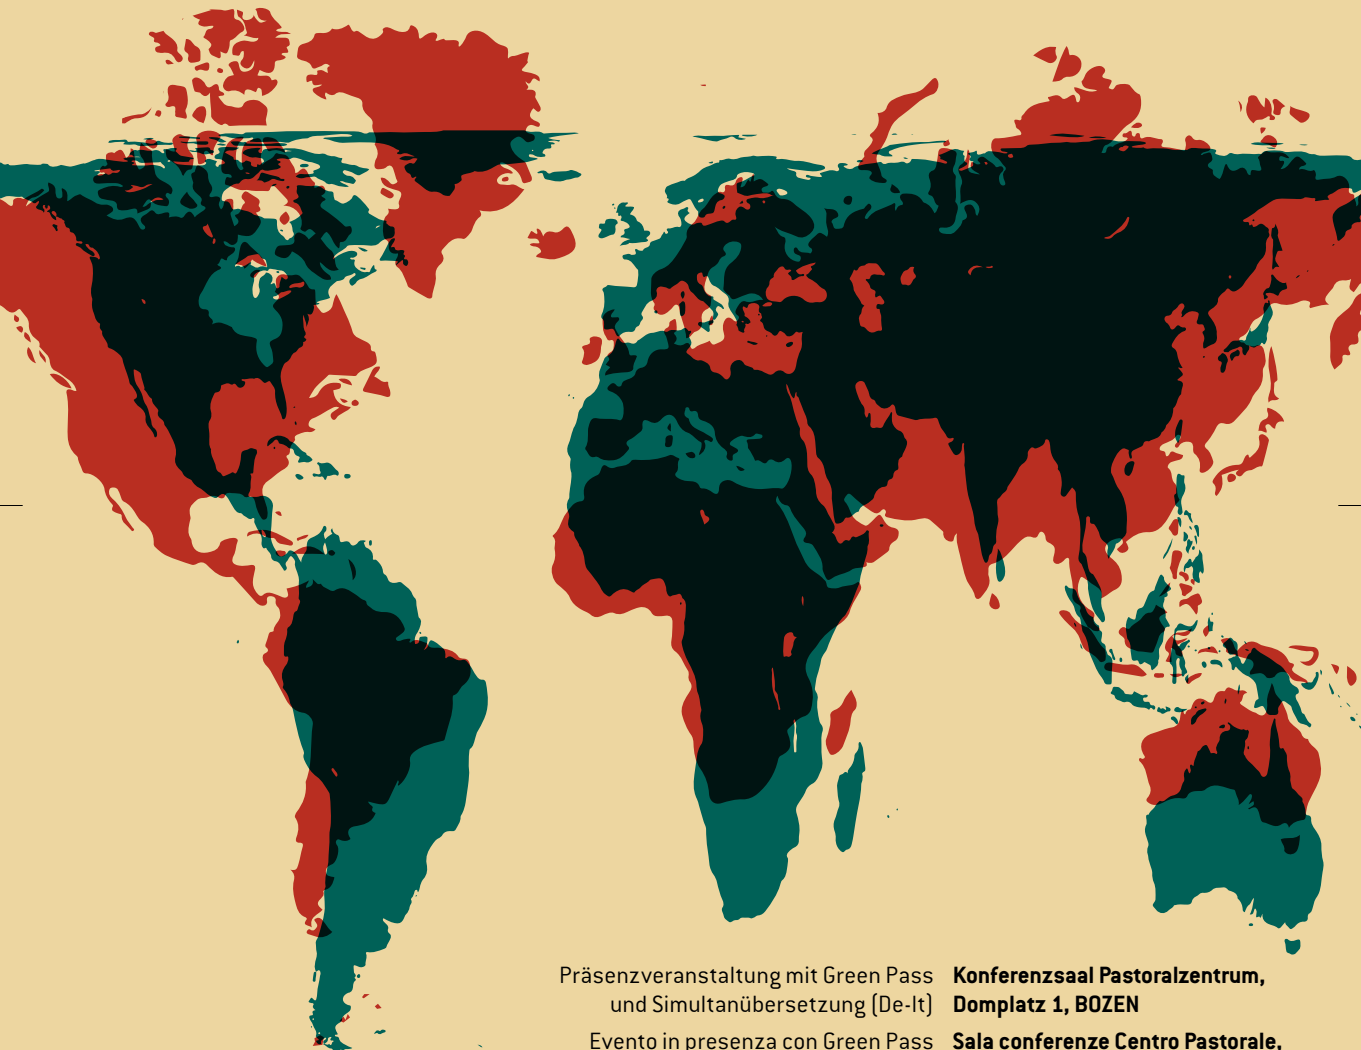 Präsenzveranstaltung mit Green Pass
und Simultanübersetzung (De-It)
Konferenzsaal Pastoralzentrum,
Domplatz 1, BOZEN
Evento in presenza con Green Pass
Sala conferenze Centro Pastorale,